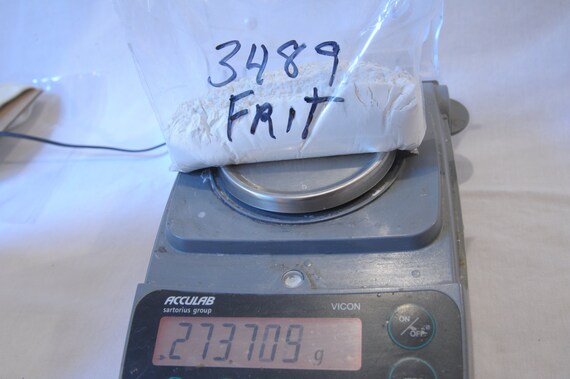 3489
FRIT
ACCULAB
sartorius group
VICON
ON
OFF
.273.709 g